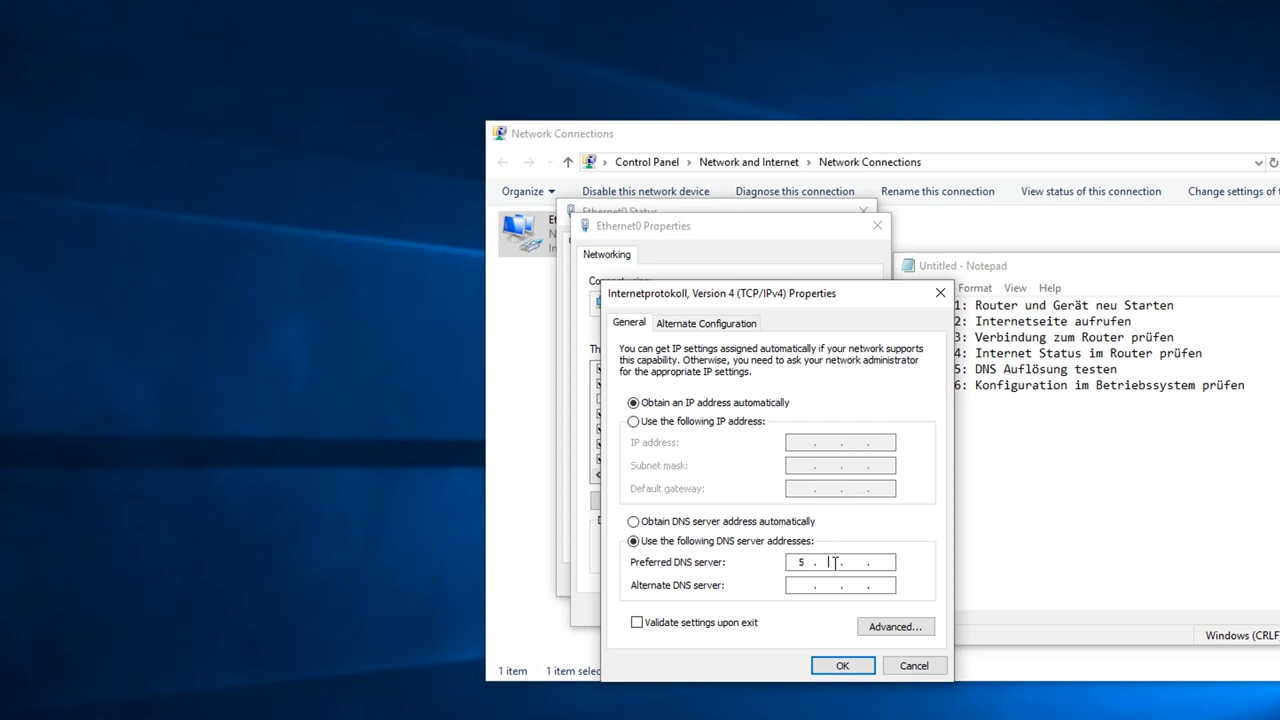 Network Connections
Control Panel > Network and Internet > Network Connections
Organize Disable this network device Diagnose this connection Rename this connection View status of this connection Change settings of
Ethernet0 Status
Ethernet0 Properties
Networking
Untitled - Notepad
Format View Help
1: Router und Gerät neu Starten
2: Internetseite aufrufen
3: Verbindung zum Router prüfen
4: Internet Status im Router prüfen
5: DNS Auflösung testen
6: Konfiguration im Betriebssystem prüfen
Windows (CRLF
Internetprotokoll, Version 4 (TCP/IPv4) Properties
General Alternate Configuration
You can get IP settings assigned automatically if your network supports
this capability. Otherwise, you need to ask your network administrator
for the appropriate IP settings.
Obtain an IP address automatically
Use the following IP address:
IP address: . . .
Subnet mask: . . .
Default gateway: . . .
Obtain DNS server address automatically
Use the following DNS server addresses:
Preferred DNS server: 5 . . .
Alternate DNS server: . . .
Validate settings upon exit
Advanced...
OK Cancel
1 item 1 item selec